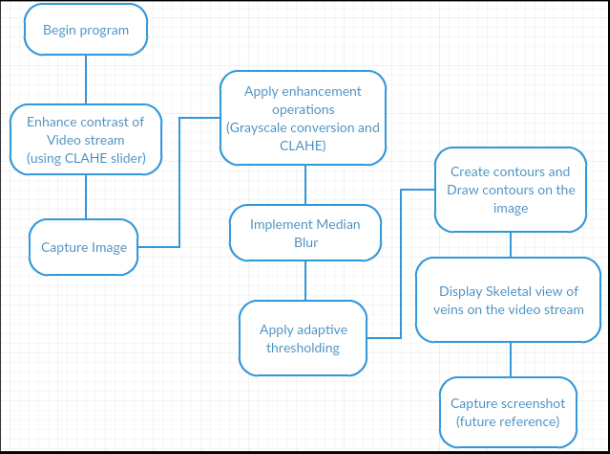 Begin program
Enhance contrast of
Video stream
(using CLAHE slider)
Capture Image
Apply enhancement
operations
(Grayscale conversion and
CLAHE)
Implement Median
Blur
Apply adaptive
thresholding
Create contours and
Draw contours on the
image
Display Skeletal view of
veins on the video stream
Capture screenshot
(future reference)